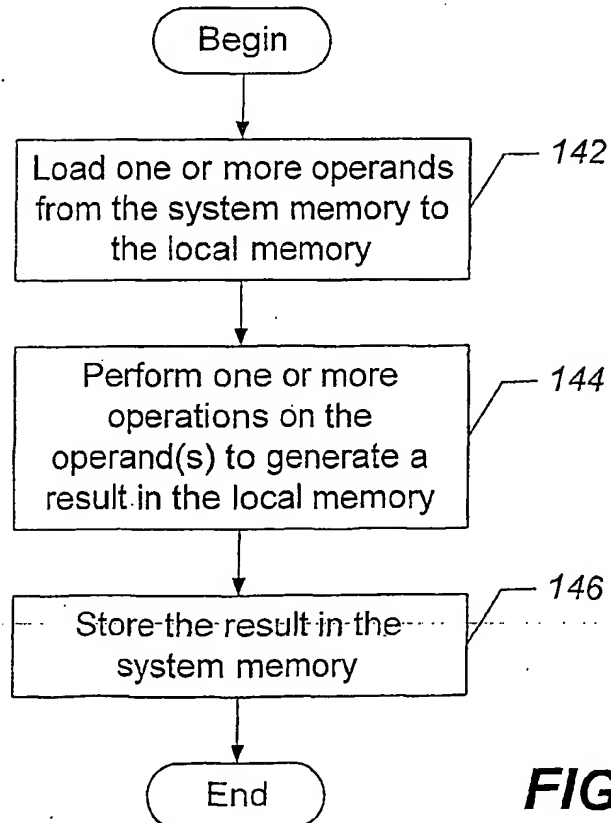 Begin
Load one or more operands
from the system memory to
the local memory
142
Perform one or more
operations on the
operand(s) to generate a
result in the local memory
144
Store the result in the
system memory
146
End
FIG